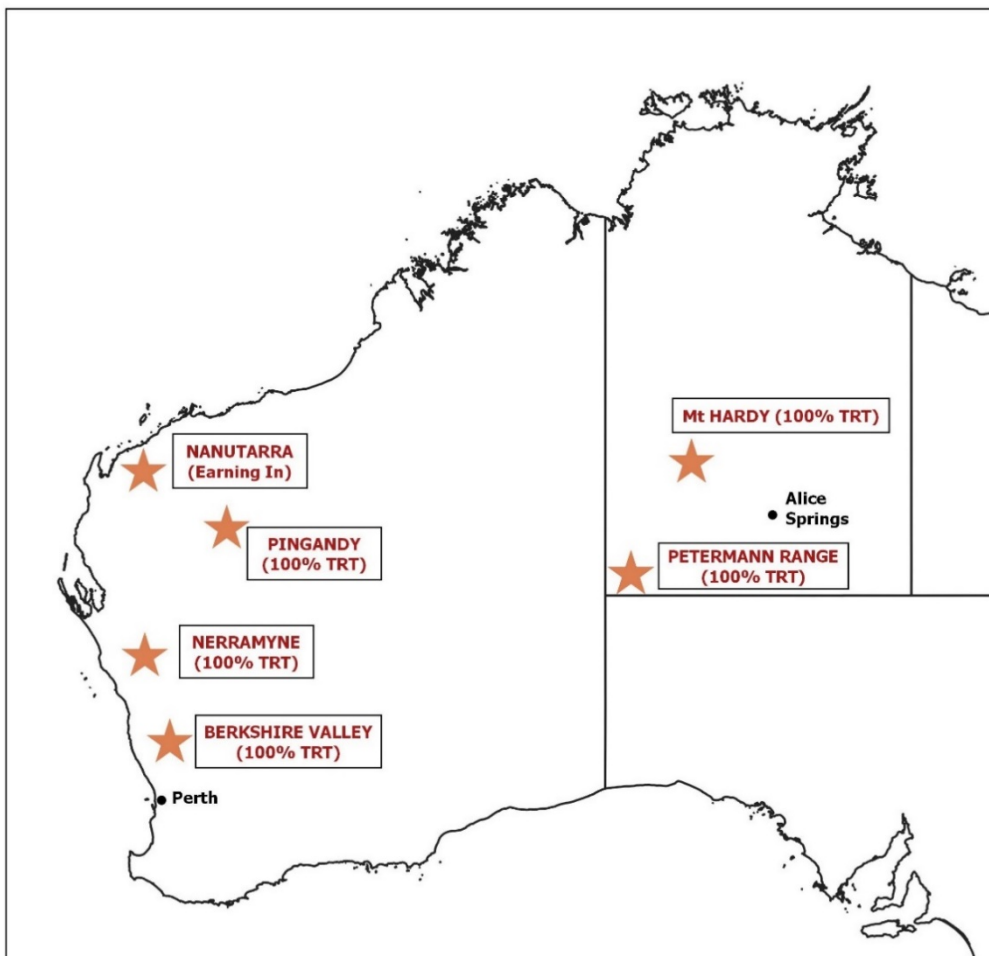 Mt HARDY (100% TRT)
NANUTARRA
(Earning In)
Alice
Springs
PINGANDY
(100% TRT)
PETERMANN RANGE
(100% TRT)
NERRAMYNE
(100% TRT)
BERKSHIRE VALLEY
(100% TRT)
Perth